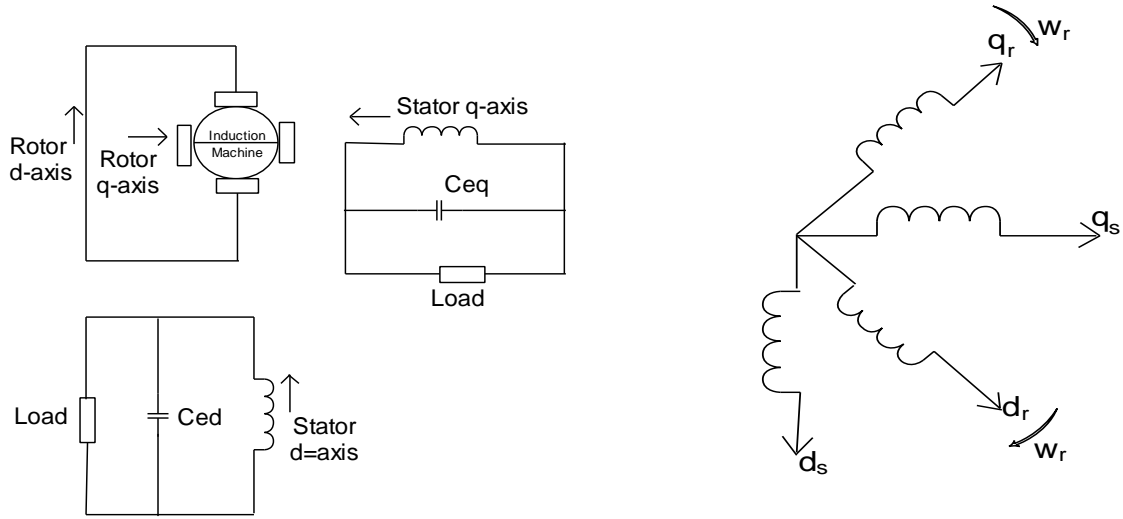 Rotor
d-axis
Rotor
q-axis
Induction
Machine
Stator q-axis
Ceq
Load
Load
Ced
Stator
d=axis
qr
wr
qs
dr
wr
ds